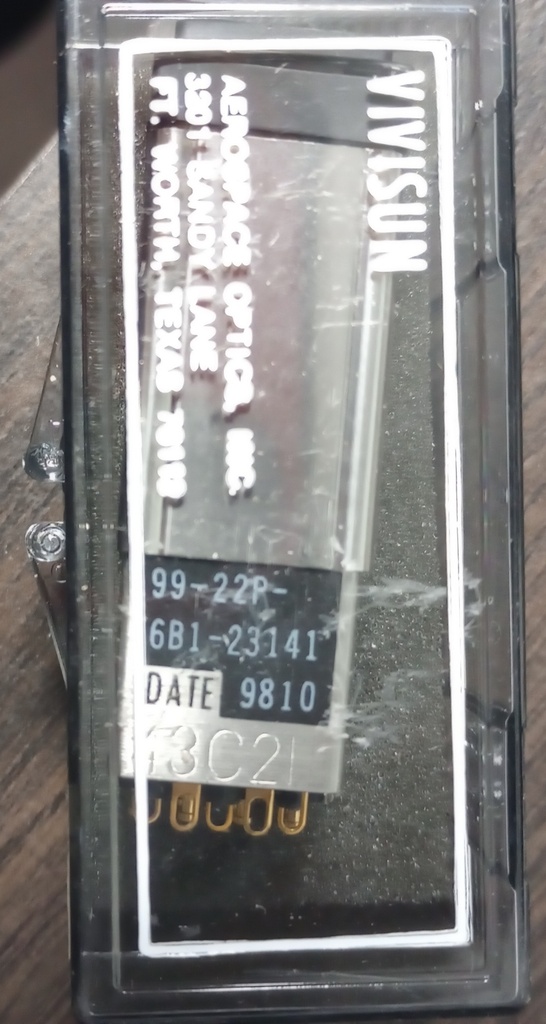 VIVISUN
AEROSPACE OPTICS, INC.
3201 SANDY LANE
FT. WORTH, TEXAS 76112
99-22P-
6B1-23141
DATE 9810
3C21